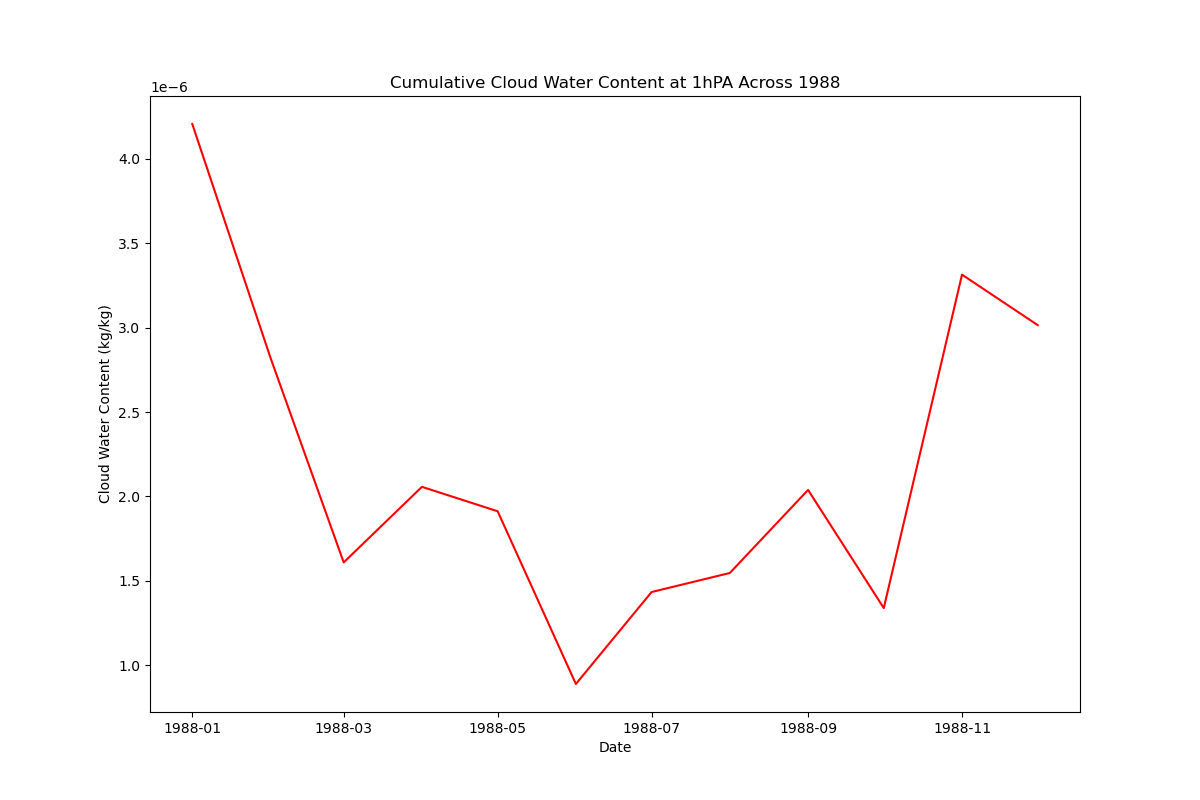 Cumulative Cloud Water Content at 1hPA Across 1988
1e−6
4.0
3.5
3.0
2.5
2.0
1.5
1.0
Cloud Water Content (kg/kg)
1988-01 1988-03 1988-05 1988-07 1988-09 1988-11
Date